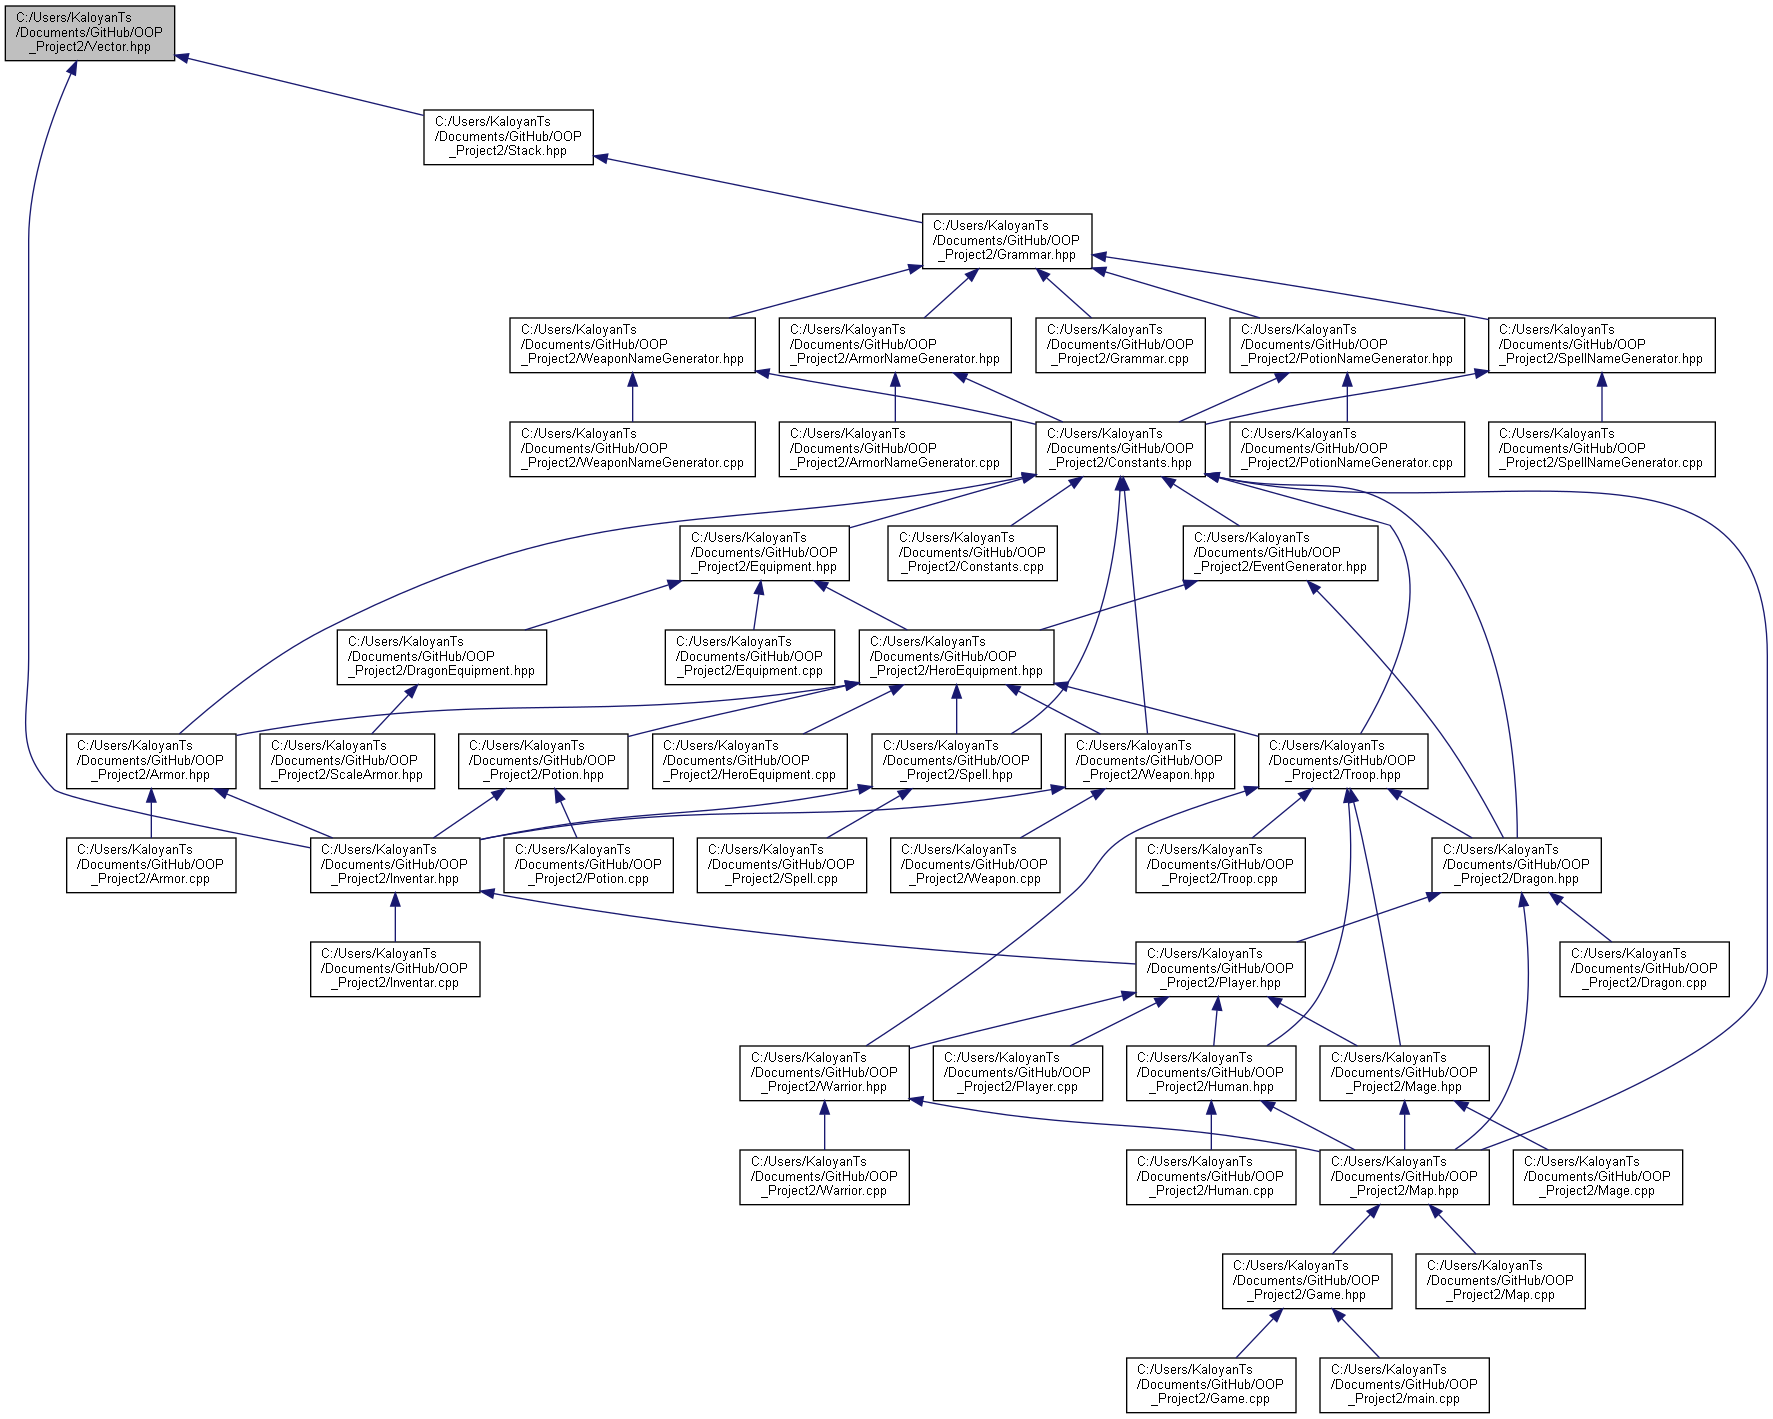 C:/Users/KaloyanTs
/Documents/GitHub/OOP
_Project2/Vector.hpp
C:/Users/KaloyanTs
/Documents/GitHub/OOP
_Project2/Stack.hpp
C:/Users/KaloyanTs
/Documents/GitHub/OOP
_Project2/Grammar.hpp
C:/Users/KaloyanTs
/Documents/GitHub/OOP
_Project2/WeaponNameGenerator.hpp
C:/Users/KaloyanTs
/Documents/GitHub/OOP
_Project2/ArmorNameGenerator.hpp
C:/Users/KaloyanTs
/Documents/GitHub/OOP
_Project2/Grammar.cpp
C:/Users/KaloyanTs
/Documents/GitHub/OOP
_Project2/PotionNameGenerator.hpp
C:/Users/KaloyanTs
/Documents/GitHub/OOP
_Project2/SpellNameGenerator.hpp
C:/Users/KaloyanTs
/Documents/GitHub/OOP
_Project2/WeaponNameGenerator.cpp
C:/Users/KaloyanTs
/Documents/GitHub/OOP
_Project2/ArmorNameGenerator.cpp
C:/Users/KaloyanTs
/Documents/GitHub/OOP
_Project2/Constants.hpp
C:/Users/KaloyanTs
/Documents/GitHub/OOP
_Project2/PotionNameGenerator.cpp
C:/Users/KaloyanTs
/Documents/GitHub/OOP
_Project2/SpellNameGenerator.cpp
C:/Users/KaloyanTs
/Documents/GitHub/OOP
_Project2/Equipment.hpp
C:/Users/KaloyanTs
/Documents/GitHub/OOP
_Project2/Constants.cpp
C:/Users/KaloyanTs
/Documents/GitHub/OOP
_Project2/EventGenerator.hpp
C:/Users/KaloyanTs
/Documents/GitHub/OOP
_Project2/DragonEquipment.hpp
C:/Users/KaloyanTs
/Documents/GitHub/OOP
_Project2/Equipment.cpp
C:/Users/KaloyanTs
/Documents/GitHub/OOP
_Project2/HeroEquipment.hpp
C:/Users/KaloyanTs
/Documents/GitHub/OOP
_Project2/Armor.hpp
C:/Users/KaloyanTs
/Documents/GitHub/OOP
_Project2/ScaleArmor.hpp
C:/Users/KaloyanTs
/Documents/GitHub/OOP
_Project2/Potion.hpp
C:/Users/KaloyanTs
/Documents/GitHub/OOP
_Project2/HeroEquipment.cpp
C:/Users/KaloyanTs
/Documents/GitHub/OOP
_Project2/Spell.hpp
C:/Users/KaloyanTs
/Documents/GitHub/OOP
_Project2/Weapon.hpp
C:/Users/KaloyanTs
/Documents/GitHub/OOP
_Project2/Troop.hpp
C:/Users/KaloyanTs
/Documents/GitHub/OOP
_Project2/Armor.cpp
C:/Users/KaloyanTs
/Documents/GitHub/OOP
_Project2/Inventar.hpp
C:/Users/KaloyanTs
/Documents/GitHub/OOP
_Project2/Potion.cpp
C:/Users/KaloyanTs
/Documents/GitHub/OOP
_Project2/Spell.cpp
C:/Users/KaloyanTs
/Documents/GitHub/OOP
_Project2/Weapon.cpp
C:/Users/KaloyanTs
/Documents/GitHub/OOP
_Project2/Troop.cpp
C:/Users/KaloyanTs
/Documents/GitHub/OOP
_Project2/Dragon.hpp
C:/Users/KaloyanTs
/Documents/GitHub/OOP
_Project2/Inventar.cpp
C:/Users/KaloyanTs
/Documents/GitHub/OOP
_Project2/Player.hpp
C:/Users/KaloyanTs
/Documents/GitHub/OOP
_Project2/Dragon.cpp
C:/Users/KaloyanTs
/Documents/GitHub/OOP
_Project2/Warrior.hpp
C:/Users/KaloyanTs
/Documents/GitHub/OOP
_Project2/Player.cpp
C:/Users/KaloyanTs
/Documents/GitHub/OOP
_Project2/Human.hpp
C:/Users/KaloyanTs
/Documents/GitHub/OOP
_Project2/Mage.hpp
C:/Users/KaloyanTs
/Documents/GitHub/OOP
_Project2/Warrior.cpp
C:/Users/KaloyanTs
/Documents/GitHub/OOP
_Project2/Human.cpp
C:/Users/KaloyanTs
/Documents/GitHub/OOP
_Project2/Map.hpp
C:/Users/KaloyanTs
/Documents/GitHub/OOP
_Project2/Mage.cpp
C:/Users/KaloyanTs
/Documents/GitHub/OOP
_Project2/Game.hpp
C:/Users/KaloyanTs
/Documents/GitHub/OOP
_Project2/Map.cpp
C:/Users/KaloyanTs
/Documents/GitHub/OOP
_Project2/Game.cpp
C:/Users/KaloyanTs
/Documents/GitHub/OOP
_Project2/main.cpp